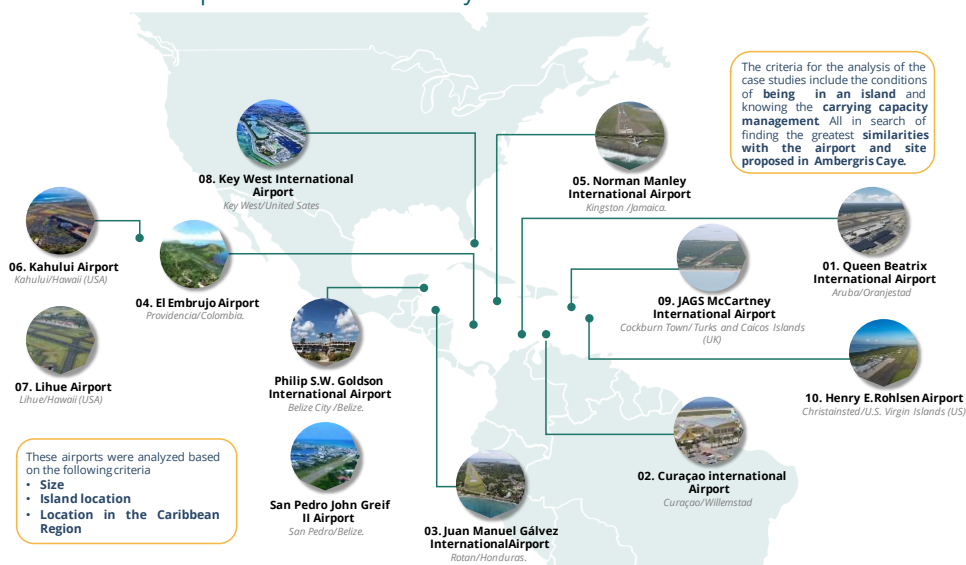 The criteria for the analysis of the
case studies include the conditions
of being in an island and
knowing the carrying capacity
management. All in search of
finding the greatest similarities
with the airport and site
proposed in Ambergris Caye.
08. Key West International
Airport
Key West/United Sates
05. Norman Manley
International Airport
Kingston /Jamaica.
06. Kahului Airport
Kahului/Hawaii (USA)
04. El Embrujo Airport
Providencia/Colombia.
01. Queen Beatrix
International Airport
Aruba/Oranjestad
09. JAGS McCartney
International Airport
Cockburn Town/ Turks and Caicos Islands
(UK)
07. Lihue Airport
Lihue/Hawaii (USA)
Philip S.W. Goldson
International Airport
Belize City /Belize.
10. Henry E.Rohlsen Airport
Christainsted/U.S. Virgin Islands (US)
These airports were analyzed based
on the following criteria
• Size
• Island location
• Location in the Caribbean
Region
San Pedro John Greif
II Airport
San Pedro/Belize.
02. Curaçao international
Airport
Curaçao/Willemstad
03. Juan Manuel Gálvez
InternationalAirport
Rotan/Honduras.